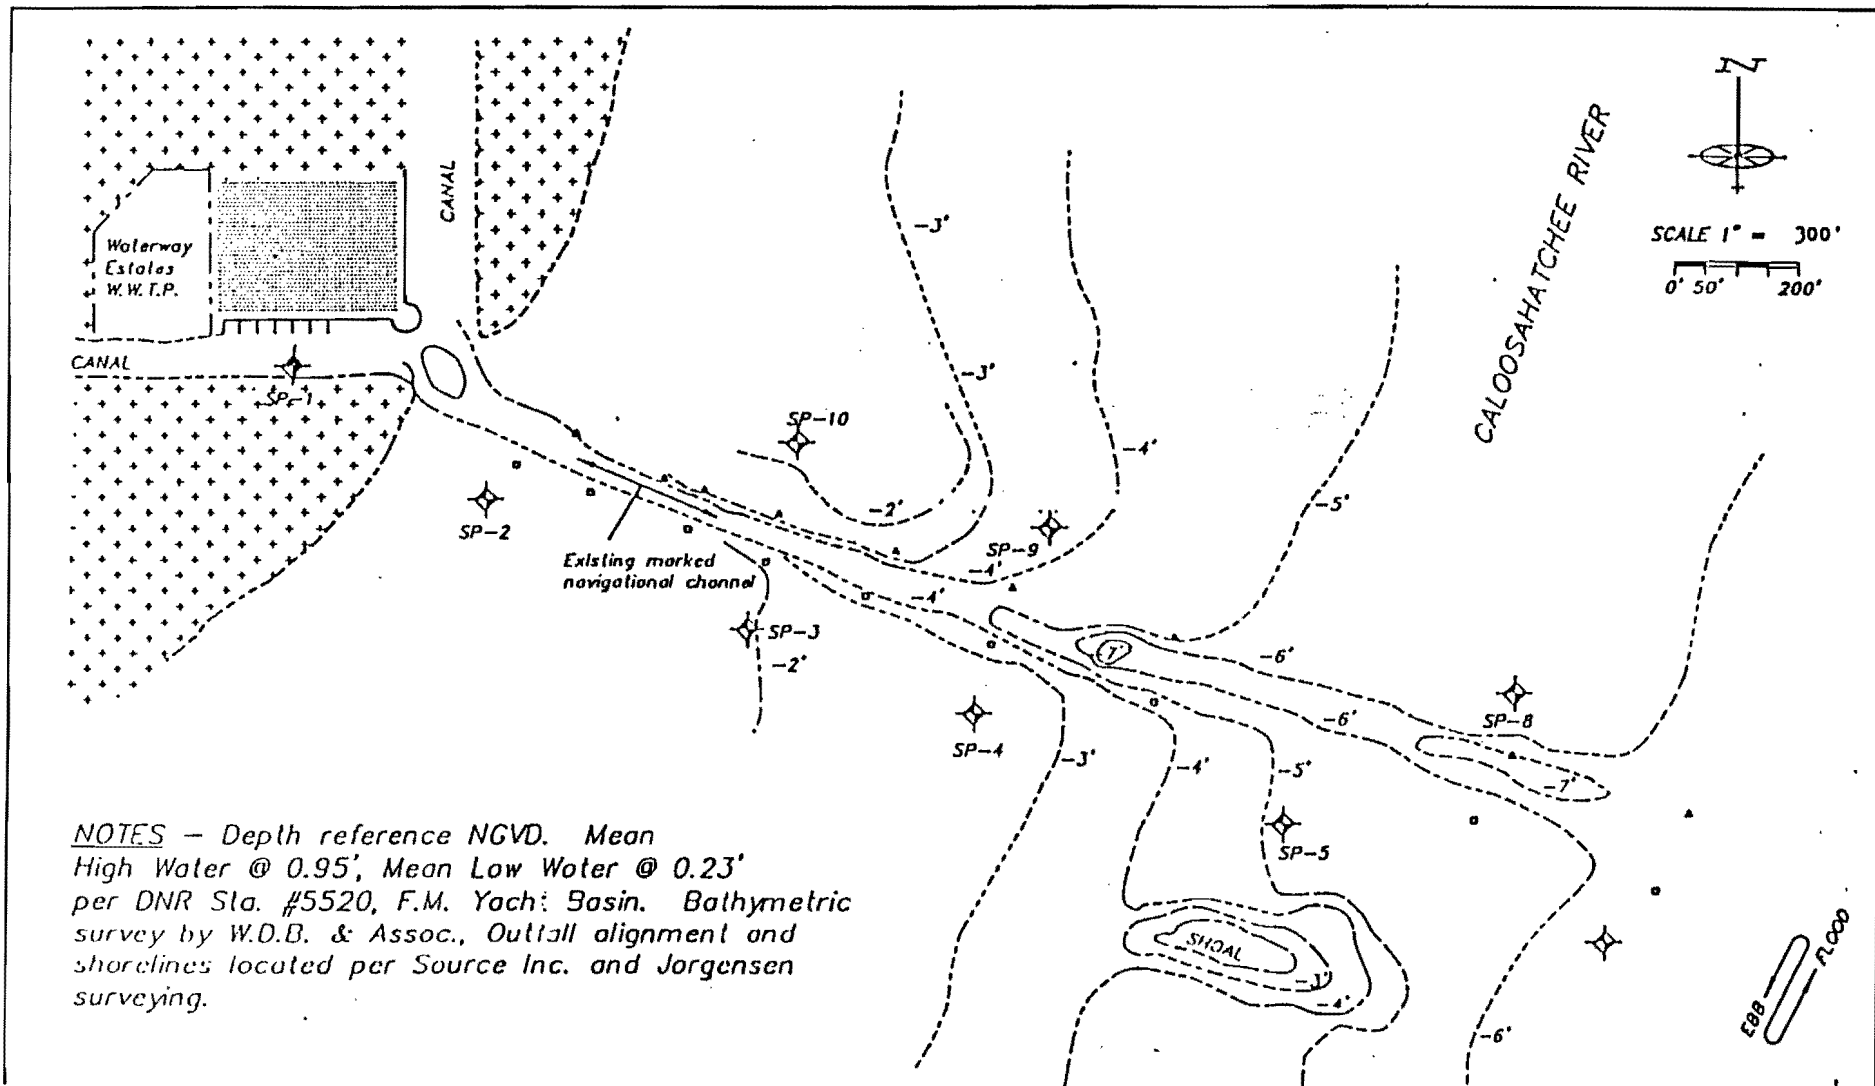 CANAL
CALOOSAHATCHEE RIVER
N
SCALE 1" = 300'
0' 50' 200'
Waterway
Estates
W.W.T.P.
CANAL
SP-1
SP-2
Existing marked
navigational channel
SP-3
-2'
SP-10
-2'
-3'
-3'
-4'
SP-9
-4'
-4'
-5'
-7'
-6'
-6'
SP-8
-7'
SP-4
-3'
-4'
-5'
SP-5
SHOAL
-3'
-4'
-6'
EBB
FLOOD
NOTES - Depth reference NGVD. Mean
High Water @ 0.95', Mean Low Water @ 0.23'
per DNR Sta. #5520, F.M. Yacht Basin. Bathymetric
survey by W.D.B. & Assoc., Outfall alignment and
shorelines located per Source Inc. and Jorgensen
surveying.